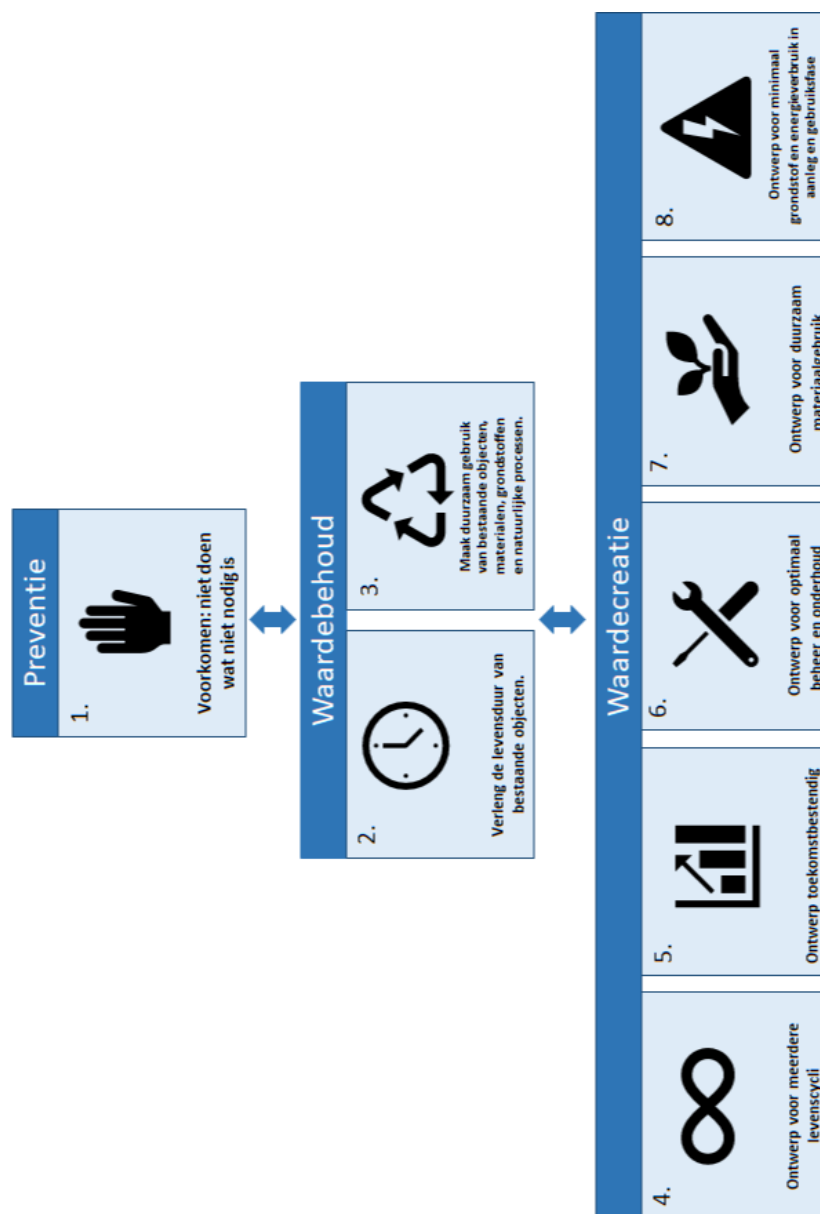 Preventie
1.
Voorkomen: niet doen
wat niet nodig is
Waardebehoud
2.
Verleng de levensduur van
bestaande objecten.
3.
Maak duurzaam gebruik
van bestaande objecten,
materialen, grondstoffen
en natuurlijke processen.
Waardecreatie
4.
Ontwerp voor meerdere
levenscycli
5.
Ontwerp toekomstbestendig
6.
Ontwerp voor optimaal
beheer en onderhoud
7.
Ontwerp voor duurzaam
materiaalgebruik
8.
Ontwerp voor minimaal
grondstof en energieverbruik in
aanleg en gebruiksfase